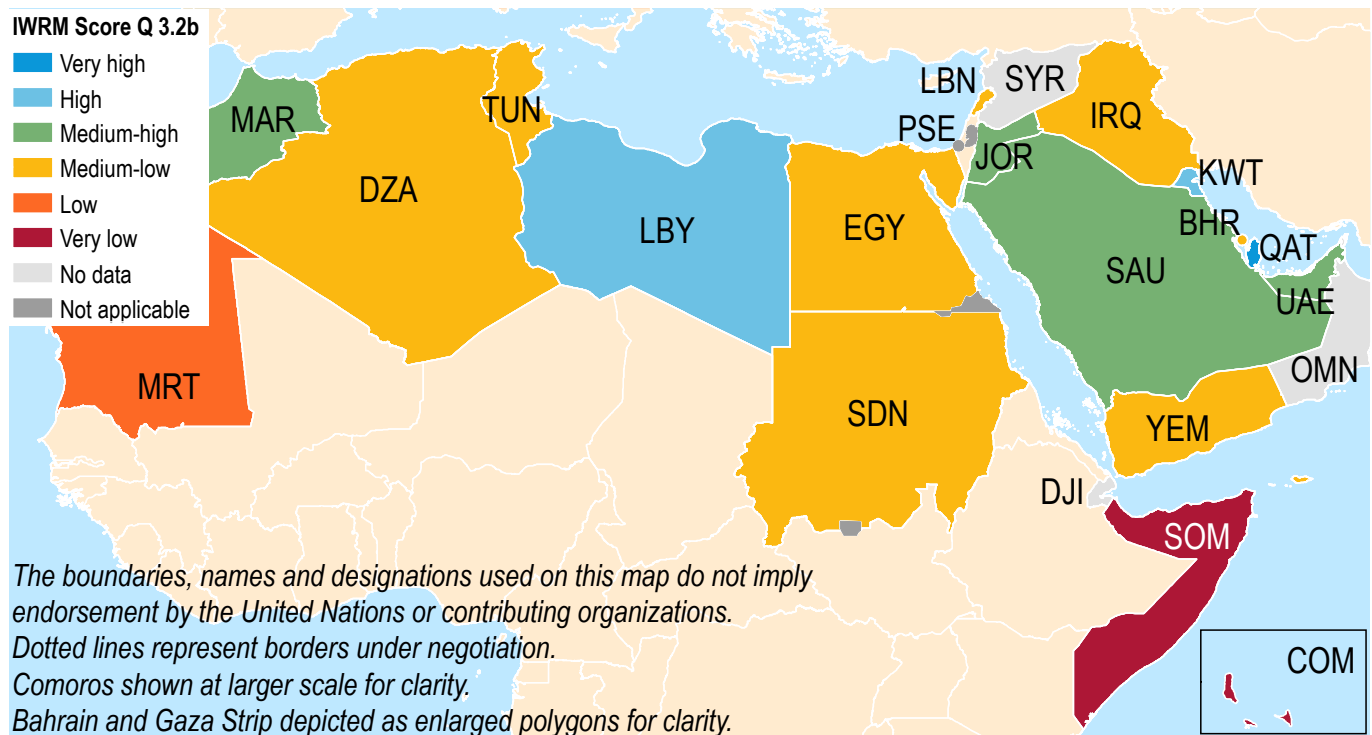 IWRM Score Q 3.2b
Very high
High
Medium-high
Medium-low
Low
Very low
No data
Not applicable
MAR
DZA
TUN
LBY
EGY
LBN
SYR
PSE
JOR
IRQ
KWT
BHR
QAT
SAU
UAE
OMN
MRT
SDN
YEM
DJI
SOM
COM
The boundaries, names and designations used on this map do not imply
endorsement by the United Nations or contributing organizations.
Dotted lines represent borders under negotiation.
Comoros shown at larger scale for clarity.
Bahrain and Gaza Strip depicted as enlarged polygons for clarity.